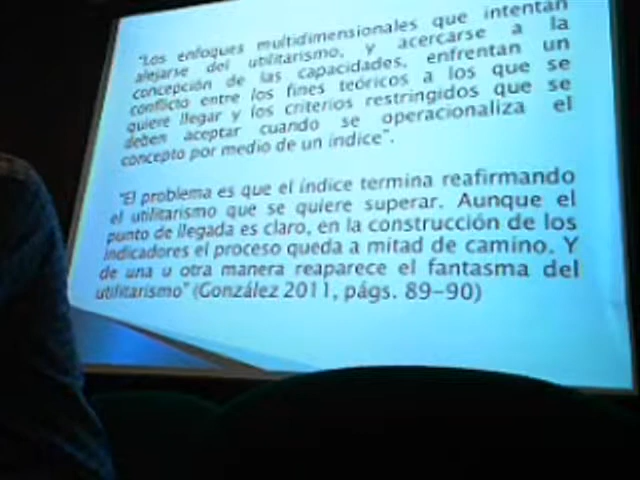 "Los enfoques multidimensionales que intentan
alejarse del utilitarismo, y acercarse a la
concepción de las capacidades, enfrentan un
conflicto entre los fines teóricos a los que se
quiere llegar y los criterios restringidos que se
deben aceptar cuando se operacionaliza el
concepto por medio de un índice".
"El problema es que el índice termina reafirmando
el utilitarismo que se quiere superar. Aunque el
punto de llegada es claro, en la construcción de los
indicadores el proceso queda a mitad de camino. Y
de una u otra manera reaparece el fantasma del
utilitarismo" (González 2011, págs. 89-90)